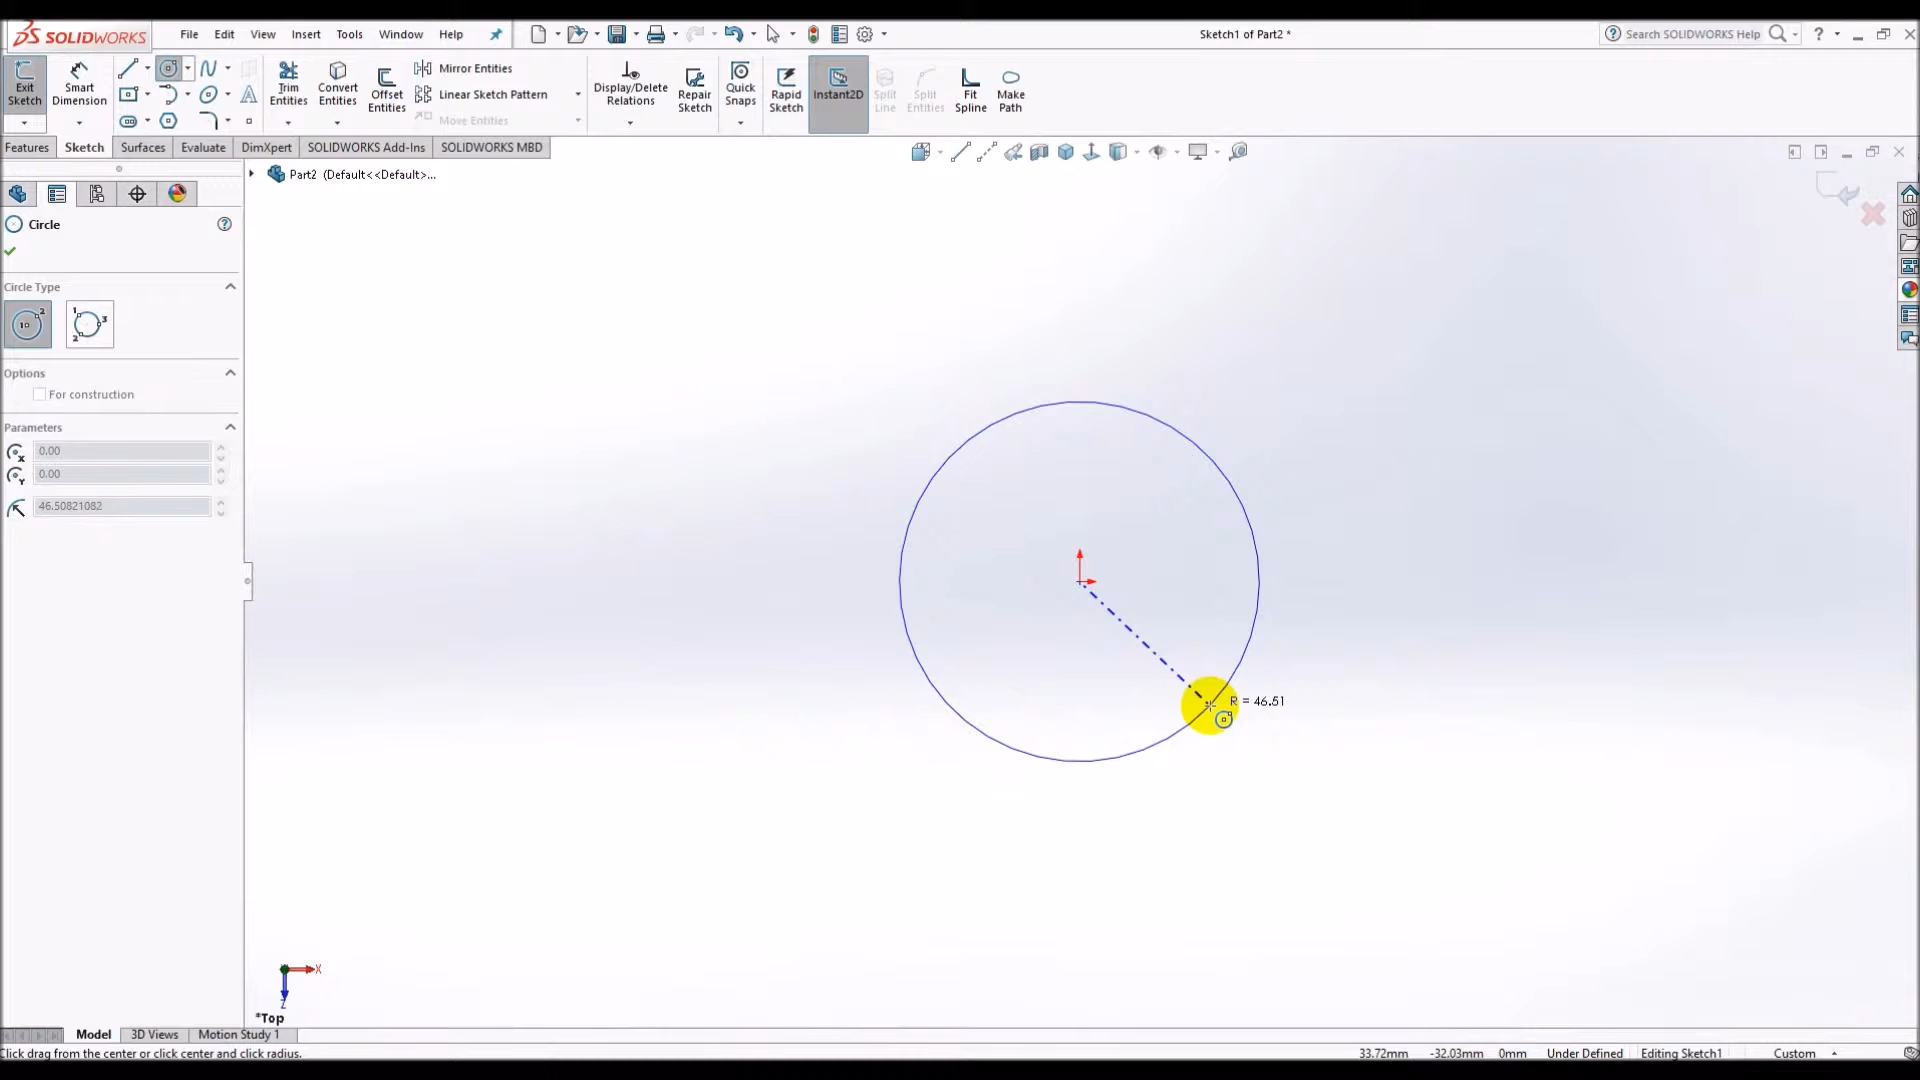 SOLIDWORKS
File Edit View Insert Tools Window Help
Sketch1 of Part2 *
Search SOLIDWORKS Help
?
Exit Sketch
Smart Dimension
Trim Entities
Convert Entities
Offset Entities
Mirror Entities
Linear Sketch Pattern
Move Entities
Display/Delete Relations
Repair Sketch
Quick Snaps
Rapid Sketch
Instant2D
Split Line
Split Entities
Fit Spline
Make Path
Features Sketch Surfaces Evaluate DimXpert SOLIDWORKS Add-Ins SOLIDWORKS MBD
Part2 (Default<<Default>...
Circle
?
Circle Type
Options
For construction
Parameters
0.00
0.00
46.50821082
R = 46.51
X
Z
*Top
Model 3D Views Motion Study 1
Click drag from the center or click center and click radius.
33.72mm -32.03mm 0mm Under Defined Editing Sketch1 Custom